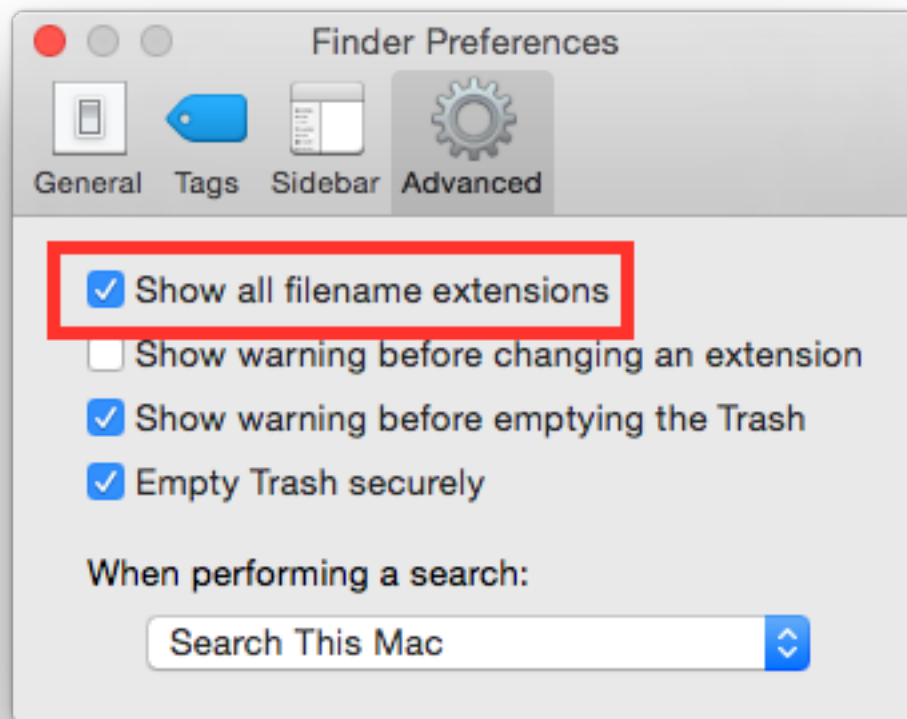 Finder Preferences
General Tags Sidebar Advanced
Show all filename extensions
Show warning before changing an extension
Show warning before emptying the Trash
Empty Trash securely
When performing a search:
Search This Mac